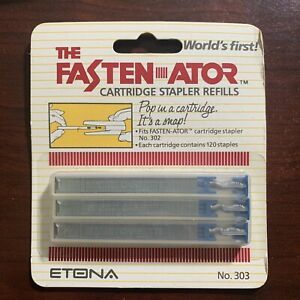 World's first!
THE
FASTEN-ATOR™
CARTRIDGE STAPLER REFILLS
Pop in a cartridge.
It's a snap!
• Fits FASTEN-ATOR™ cartridge stapler
No. 302
• Each cartridge contains 120 staples
ETONA
No. 303